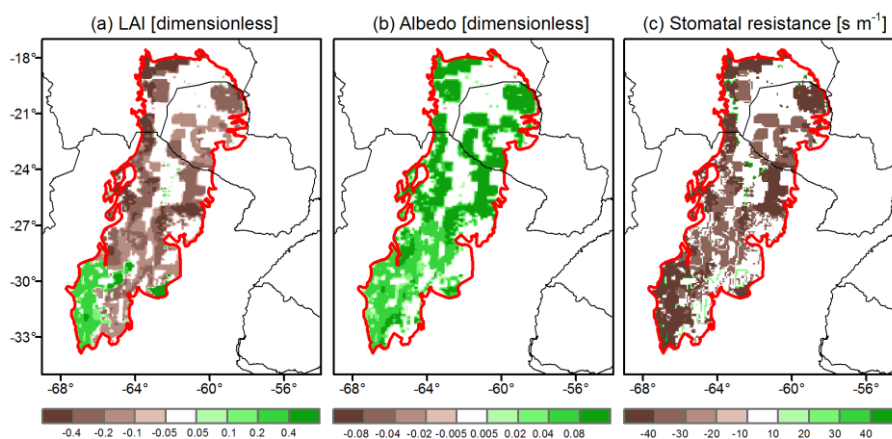 (a) LAI [dimensionless] (b) Albedo [dimensionless] (c) Stomatal resistance [s m⁻¹]
-18°
-21°
-24°
-27°
-30°
-33°
-68° -64° -60° -56° -68° -64° -60° -56° -68° -64° -60° -56°
-0.4 -0.2 -0.1 -0.05 0.05 0.1 0.2 0.4 -0.08 -0.04 -0.02 -0.005 0.005 0.02 0.04 0.08 -40 -30 -20 -10 10 20 30 40